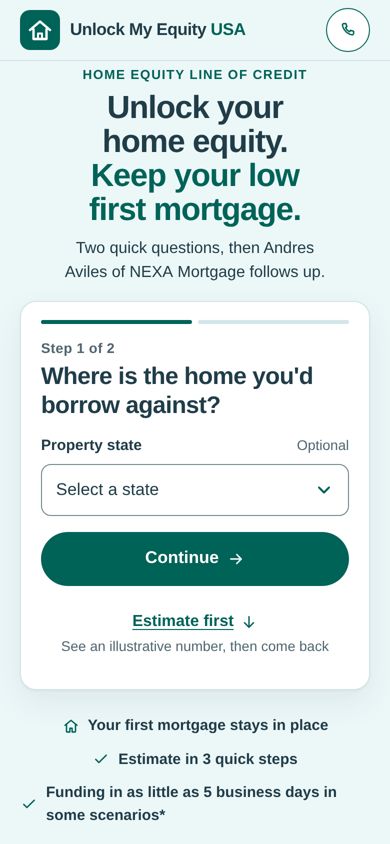 Unlock My Equity USA
HOME EQUITY LINE OF CREDIT
Unlock your
home equity.
Keep your low
first mortgage.
Two quick questions, then Andres
Aviles of NEXA Mortgage follows up.
Step 1 of 2
Where is the home you'd
borrow against?
Property state Optional
Select a state
Continue →
Estimate first ↓
See an illustrative number, then come back
Your first mortgage stays in place
Estimate in 3 quick steps
Funding in as little as 5 business days in
some scenarios*